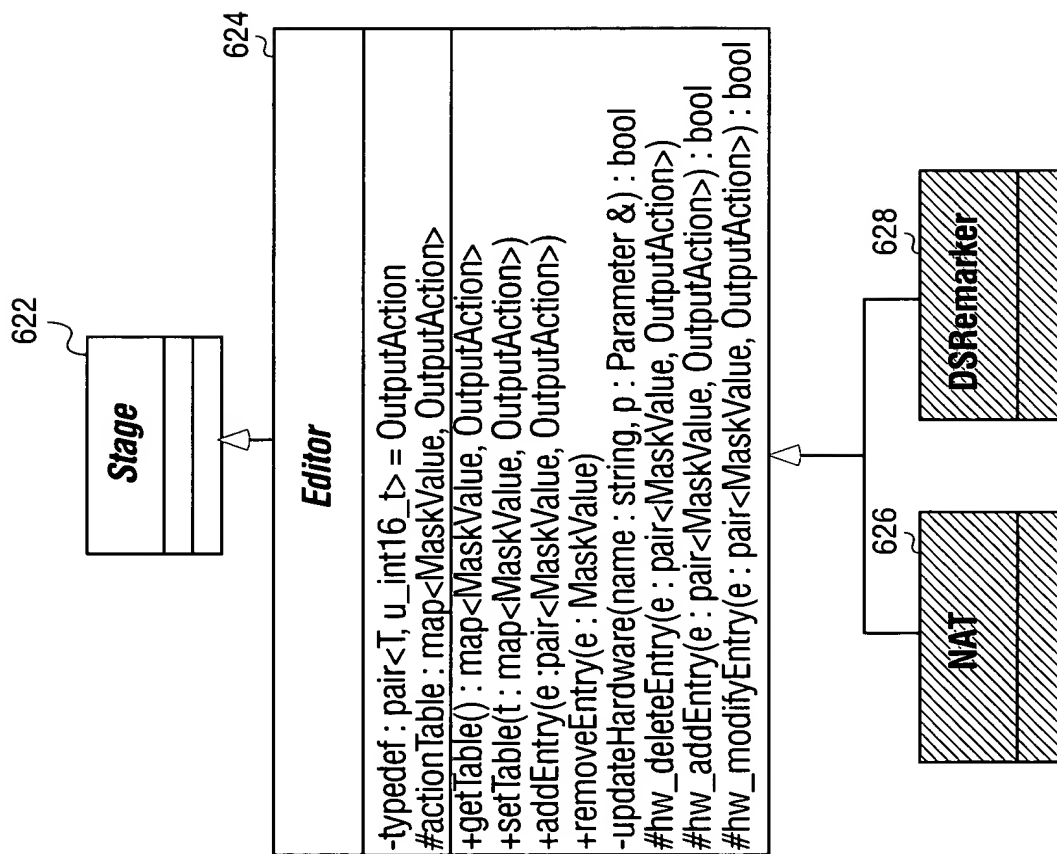 622
Stage
624
Editor
-typedef : pair<T, u_int16_t> = OutputAction
#actionTable : map<MaskValue, OutputAction>
+getTable() : map<MaskValue, OutputAction>
+setTable(t : map<MaskValue, OutputAction>)
+addEntry(e :pair<MaskValue, OutputAction>)
+removeEntry(e : MaskValue)
-updateHardware(name : string, p : Parameter &) : bool
#hw_deleteEntry(e : pair<MaskValue, OutputAction>)
#hw_addEntry(e : pair<MaskValue, OutputAction>) : bool
#hw_modifyEntry(e : pair<MaskValue, OutputAction>) : bool
626
NAT
628
DSRemarker